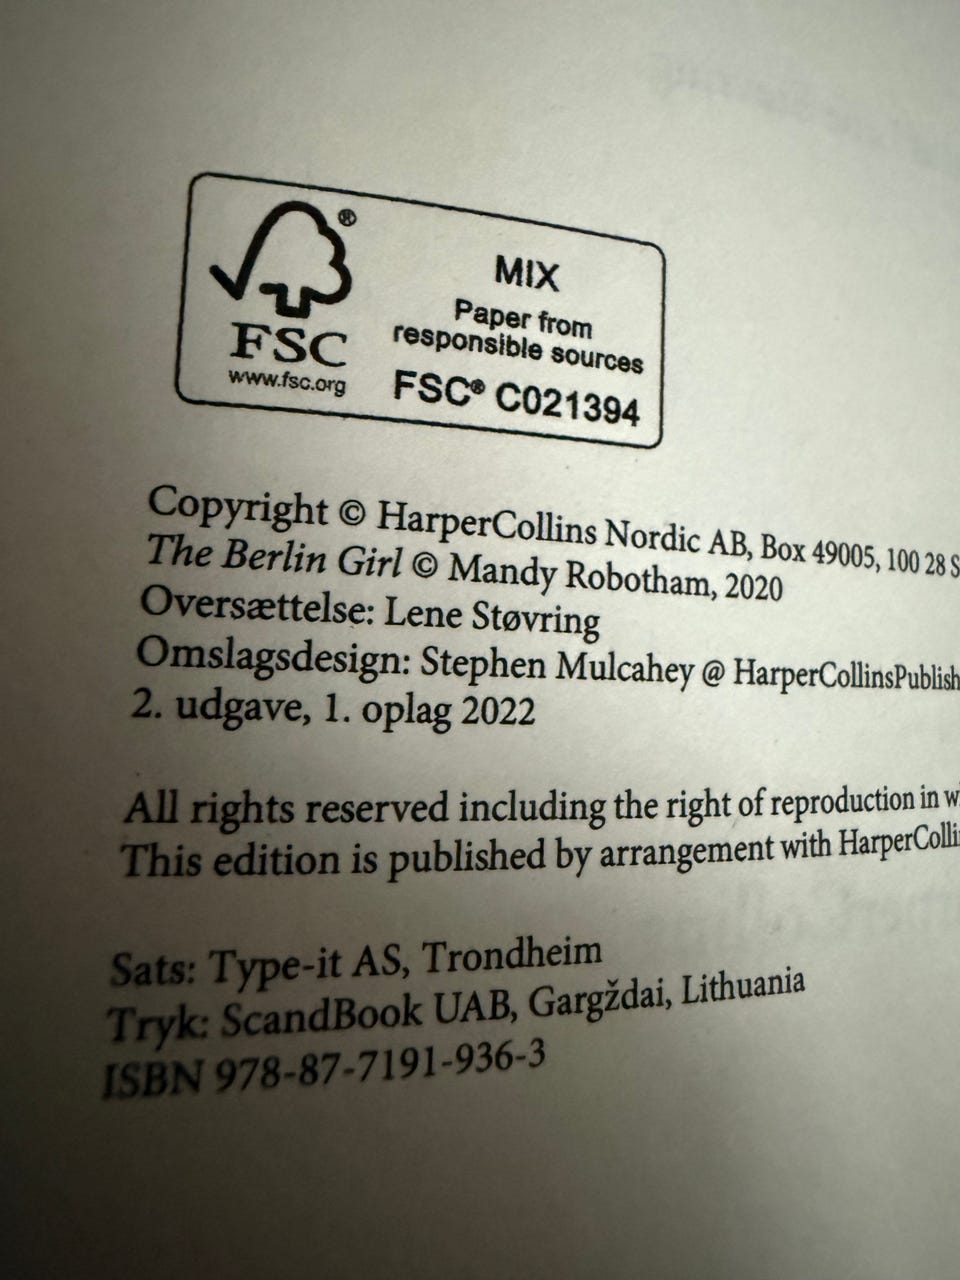 MIX
Paper from
responsible sources
FSC® C021394
®
FSC
www.fsc.org
Copyright © HarperCollins Nordic AB, Box 49005, 100 28
The Berlin Girl © Mandy Robotham, 2020
Oversættelse: Lene Støvring
Omslagsdesign: Stephen Mulcahey @ HarperCollinsPublish
2. udgave, 1. oplag 2022
All rights reserved including the right of reproduction in
This edition is published by arrangement with HarperColli
Sats: Type-it AS, Trondheim
Tryk: ScandBook UAB, Gargždai, Lithuania
ISBN 978-87-7191-936-3